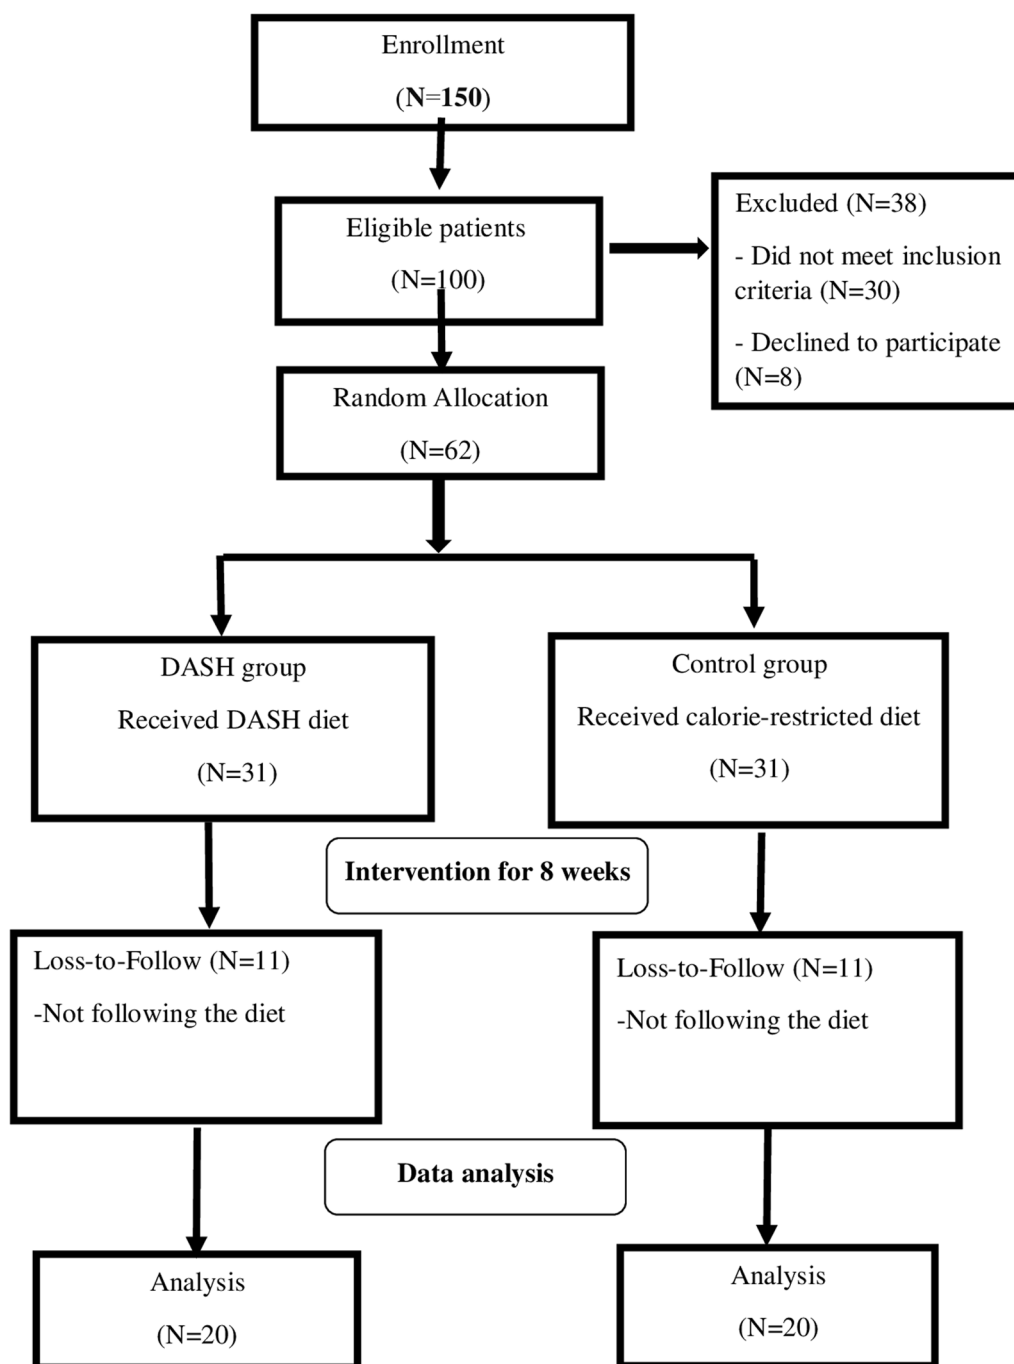 Enrollment
(N=150)
Eligible patients
(N=100)
Excluded (N=38)
- Did not meet inclusion
criteria (N=30)
- Declined to participate
(N=8)
Random Allocation
(N=62)
DASH group
Received DASH diet
(N=31)
Control group
Received calorie-restricted diet
(N=31)
Intervention for 8 weeks
Loss-to-Follow (N=11)
-Not following the diet
Loss-to-Follow (N=11)
-Not following the diet
Data analysis
Analysis
(N=20)
Analysis
(N=20)